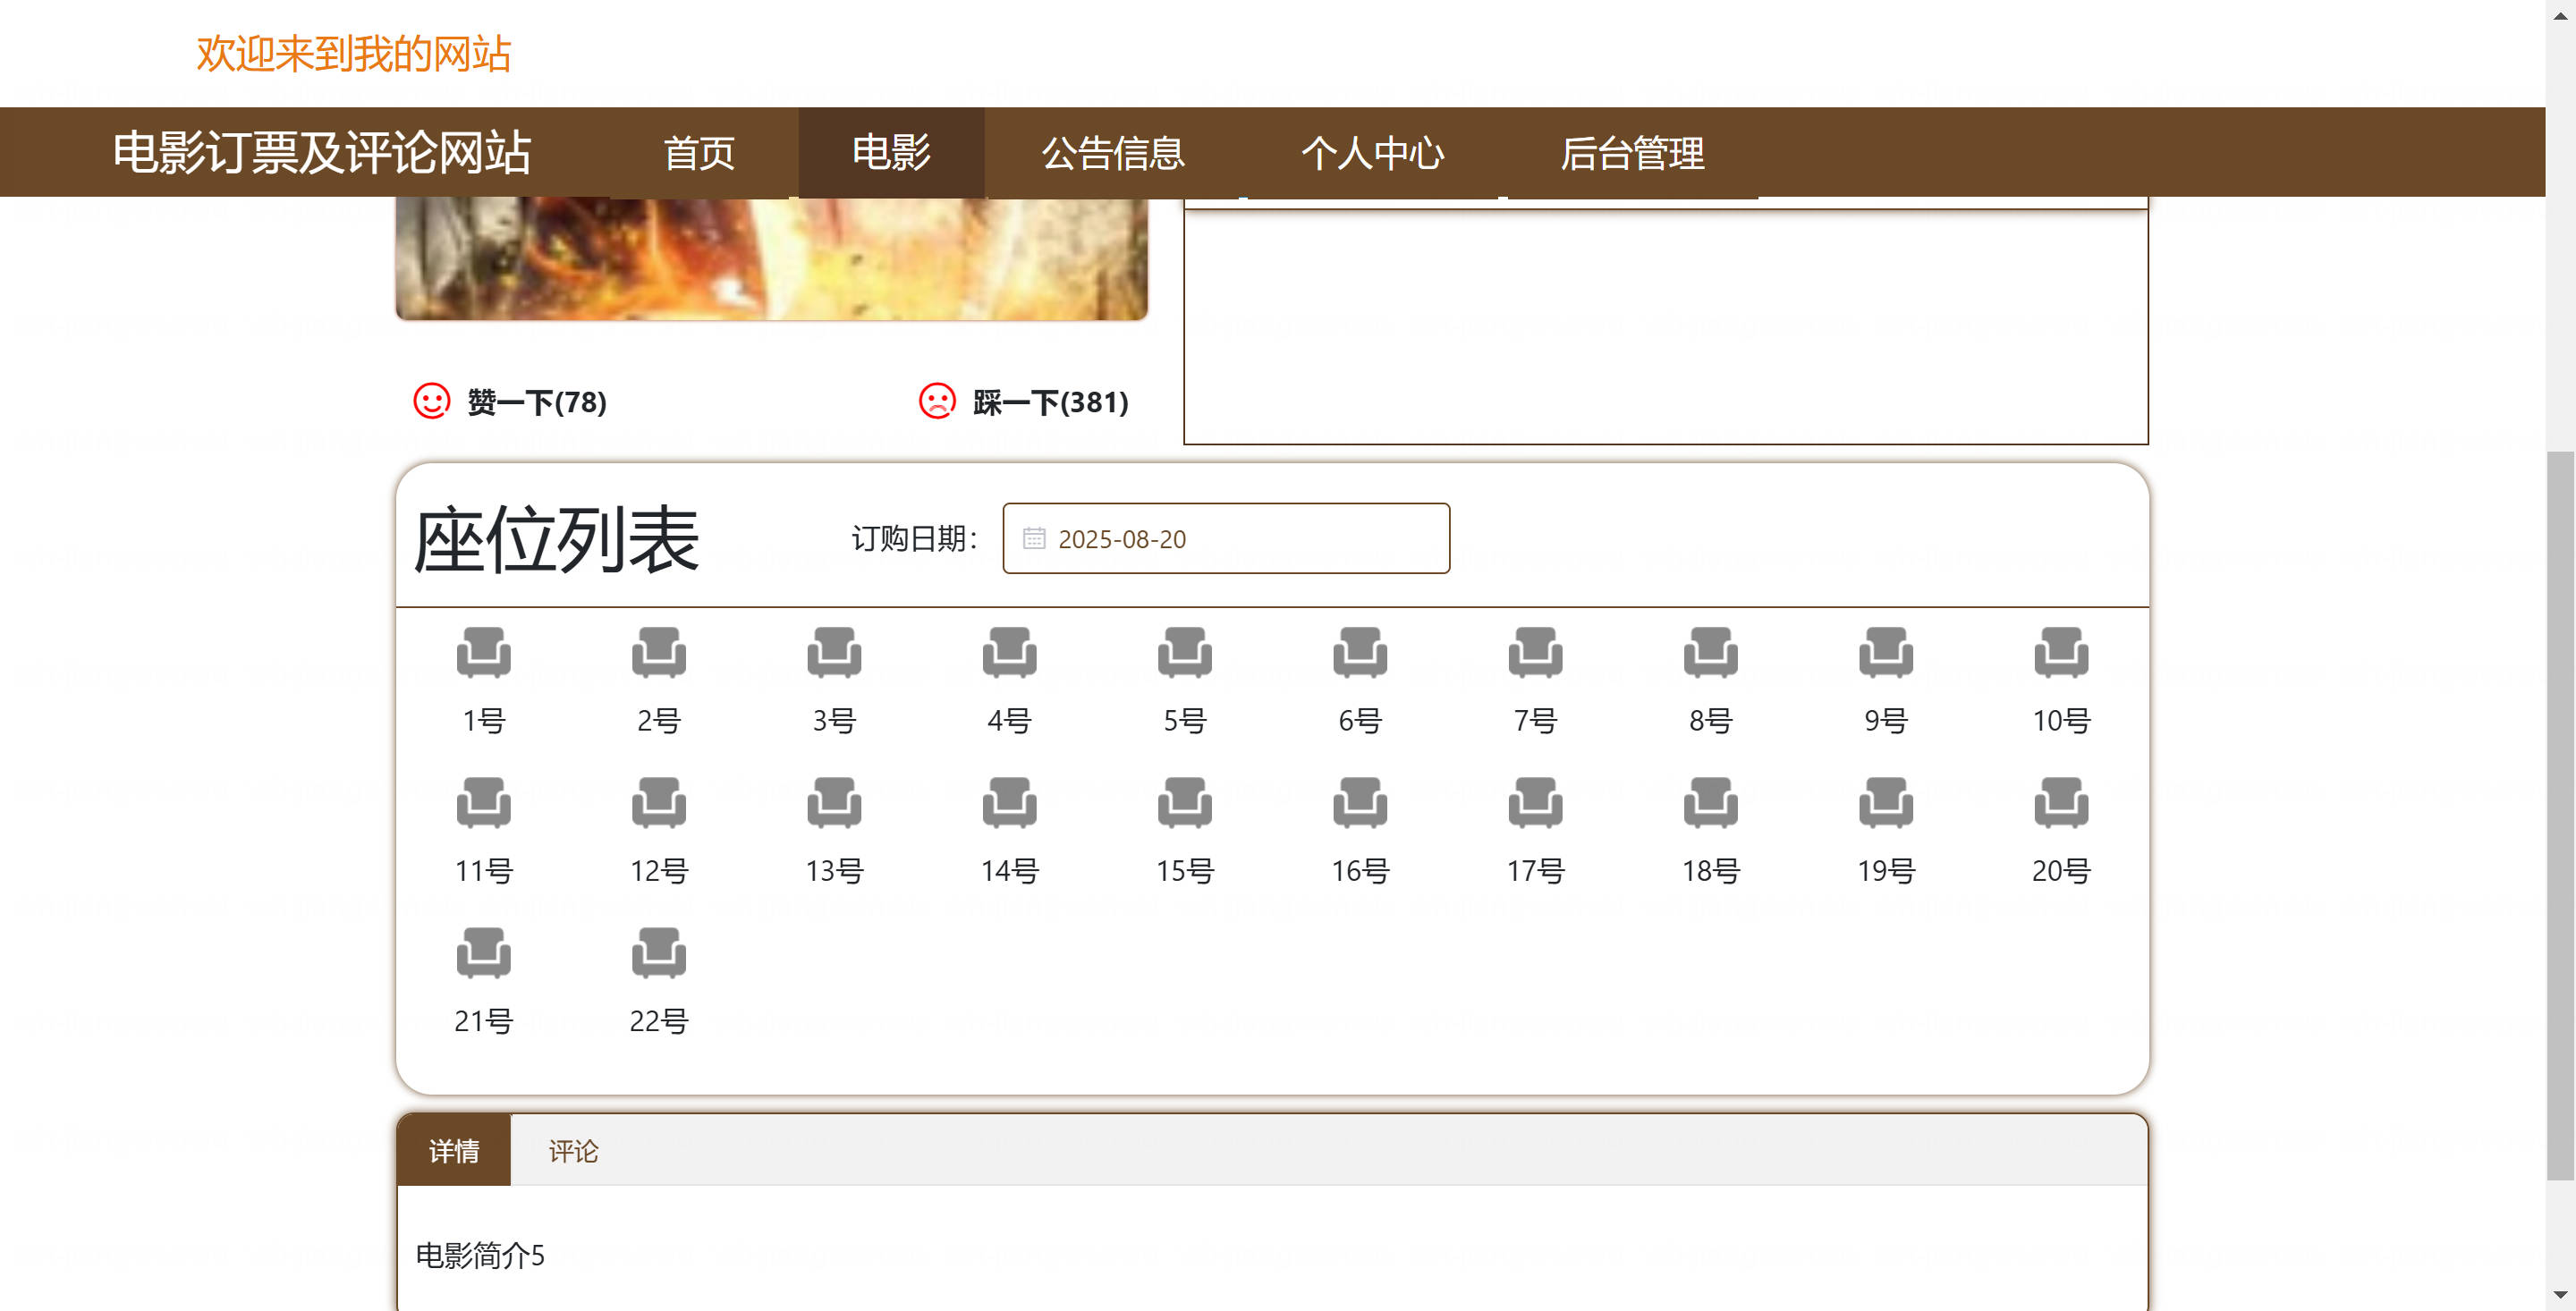 欢迎来到我的网站
电影订票及评论网站 首页 电影 公告信息 个人中心 后台管理
赞一下(78) 踩一下(381)
座位列表 订购日期： 2025-08-20
1号 2号 3号 4号 5号 6号 7号 8号 9号 10号
11号 12号 13号 14号 15号 16号 17号 18号 19号 20号
21号 22号
详情 评论
电影简介5